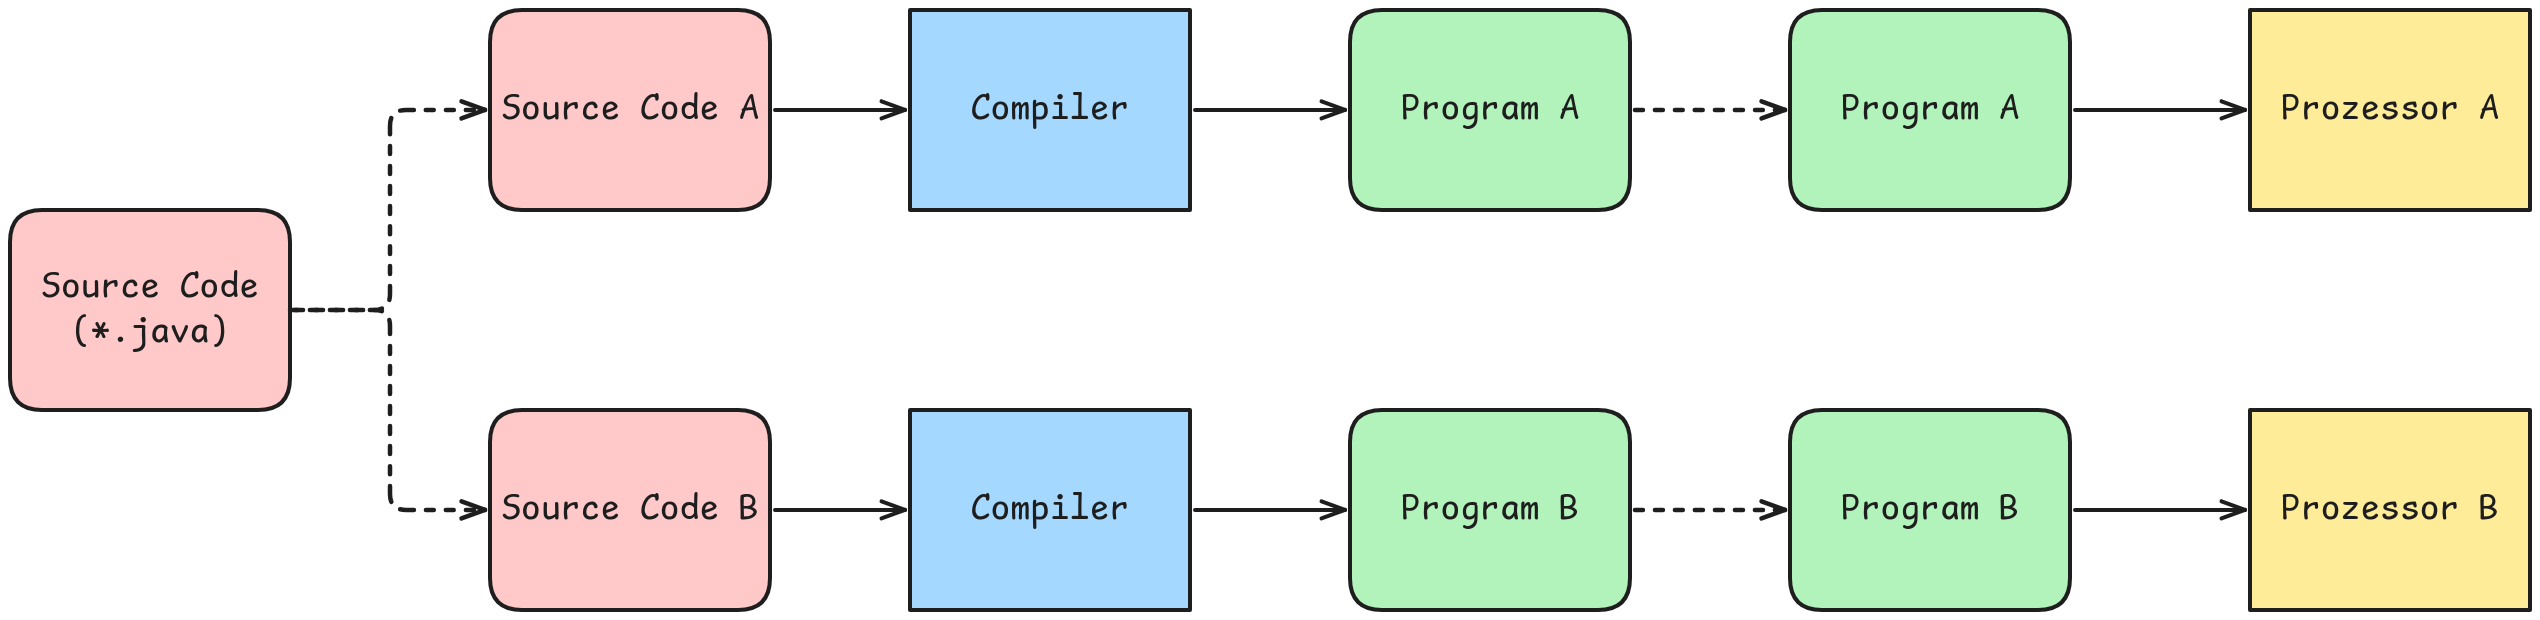 Source Code A
Compiler
Program A
Program A
Prozessor A
Source Code
(*.java)
Source Code B
Compiler
Program B
Program B
Prozessor B